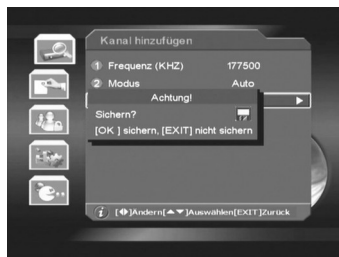 Kanal hinzufügen
1 Frequenz (KHZ) 177500
2 Modus Auto
Achtung!
Sichern?
[OK ] sichern, [EXIT] nicht sichern
i [◀▶]Ändern[▲▼]Auswählen[EXIT]Zurück